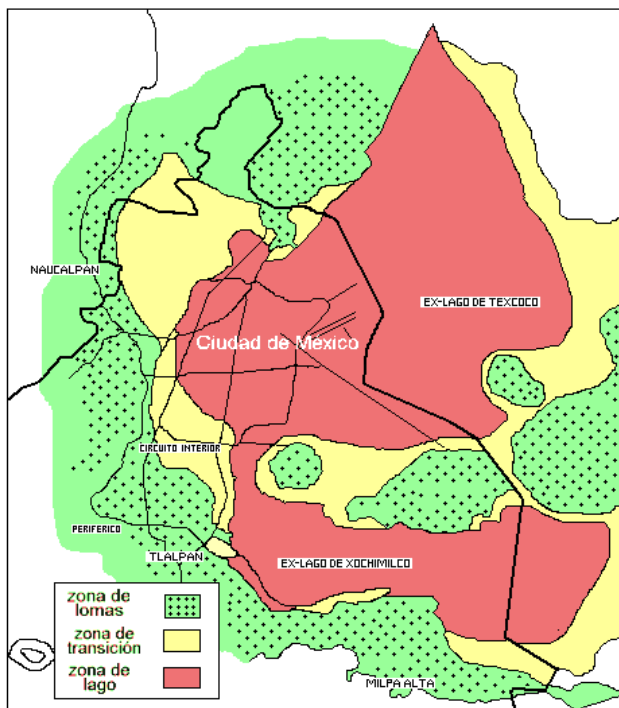 NAUCALPAN
EX-LAGO DE TEXCOCO
Ciudad de México
CIRCUITO INTERIOR
PERIFERICO
TLALPAN
EX-LAGO DE XOCHIMILCO
zona de
lomas
zona de
transición
zona de
lago
MILPA ALTA